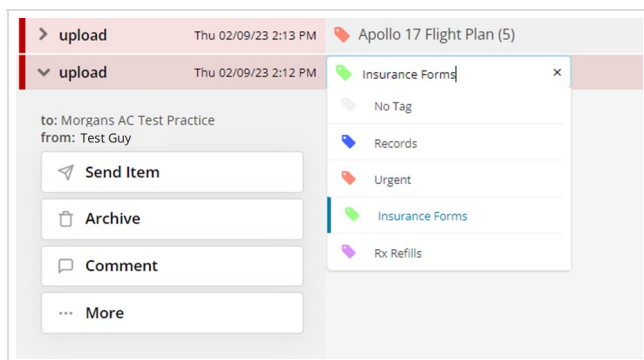 upload Thu 02/09/23 2:13 PM Apollo 17 Flight Plan (5)
upload Thu 02/09/23 2:12 PM Insurance Forms ×
to: Morgans AC Test Practice
from: Test Guy
Send Item
Archive
Comment
More
No Tag
Records
Urgent
Insurance Forms
Rx Refills